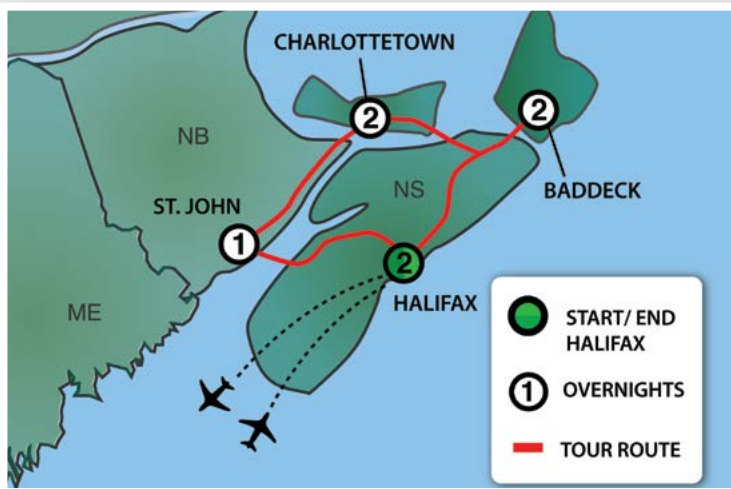 CHARLOTTETOWN
2
2
NB
BADDECK
NS
ST. JOHN
1
2
HALIFAX
ME
START/ END
HALIFAX
1
OVERNIGHTS
TOUR ROUTE